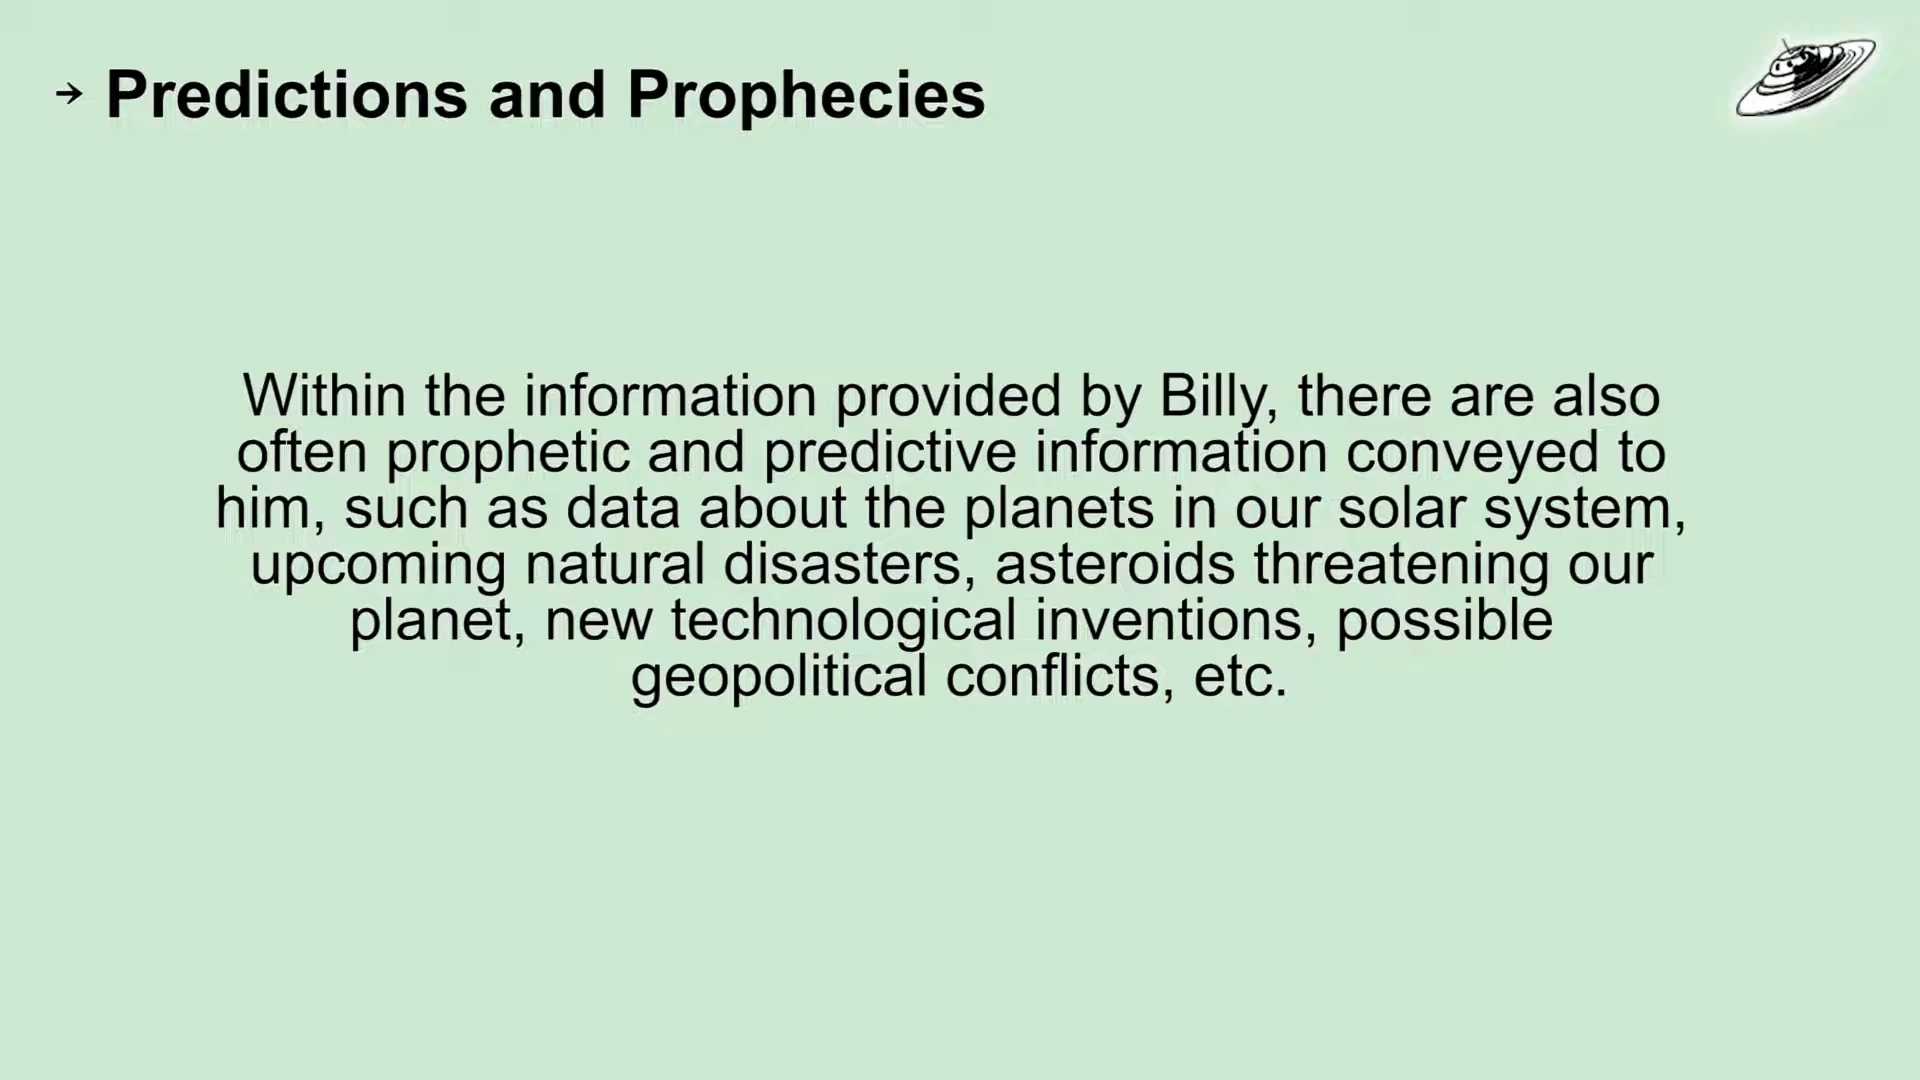 → Predictions and Prophecies
Within the information provided by Billy, there are also
often prophetic and predictive information conveyed to
him, such as data about the planets in our solar system,
upcoming natural disasters, asteroids threatening our
planet, new technological inventions, possible
geopolitical conflicts, etc.